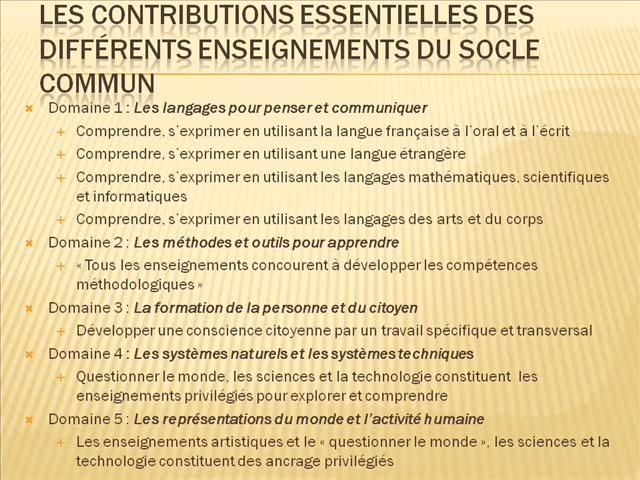 LES CONTRIBUTIONS ESSENTIELLES DES
DIFFÉRENTS ENSEIGNEMENTS DU SOCLE
COMMUN
Domaine 1 : Les langages pour penser et communiquer
Comprendre, s'exprimer en utilisant la langue française à l'oral et à l'écrit
Comprendre, s'exprimer en utilisant une langue étrangère
Comprendre, s'exprimer en utilisant les langages mathématiques, scientifiques
et informatiques
Comprendre, s'exprimer en utilisant les langages des arts et du corps
Domaine 2 : Les méthodes et outils pour apprendre
« Tous les enseignements concourent à développer les compétences
méthodologiques »
Domaine 3 : La formation de la personne et du citoyen
Développer une conscience citoyenne par un travail spécifique et transversal
Domaine 4 : Les systèmes naturels et les systèmes techniques
Questionner le monde, les sciences et la technologie constituent les
enseignements privilégiés pour explorer et comprendre
Domaine 5 : Les représentations du monde et l'activité humaine
Les enseignements artistiques et le « questionner le monde », les sciences et la
technologie constituent des ancrage privilégiés